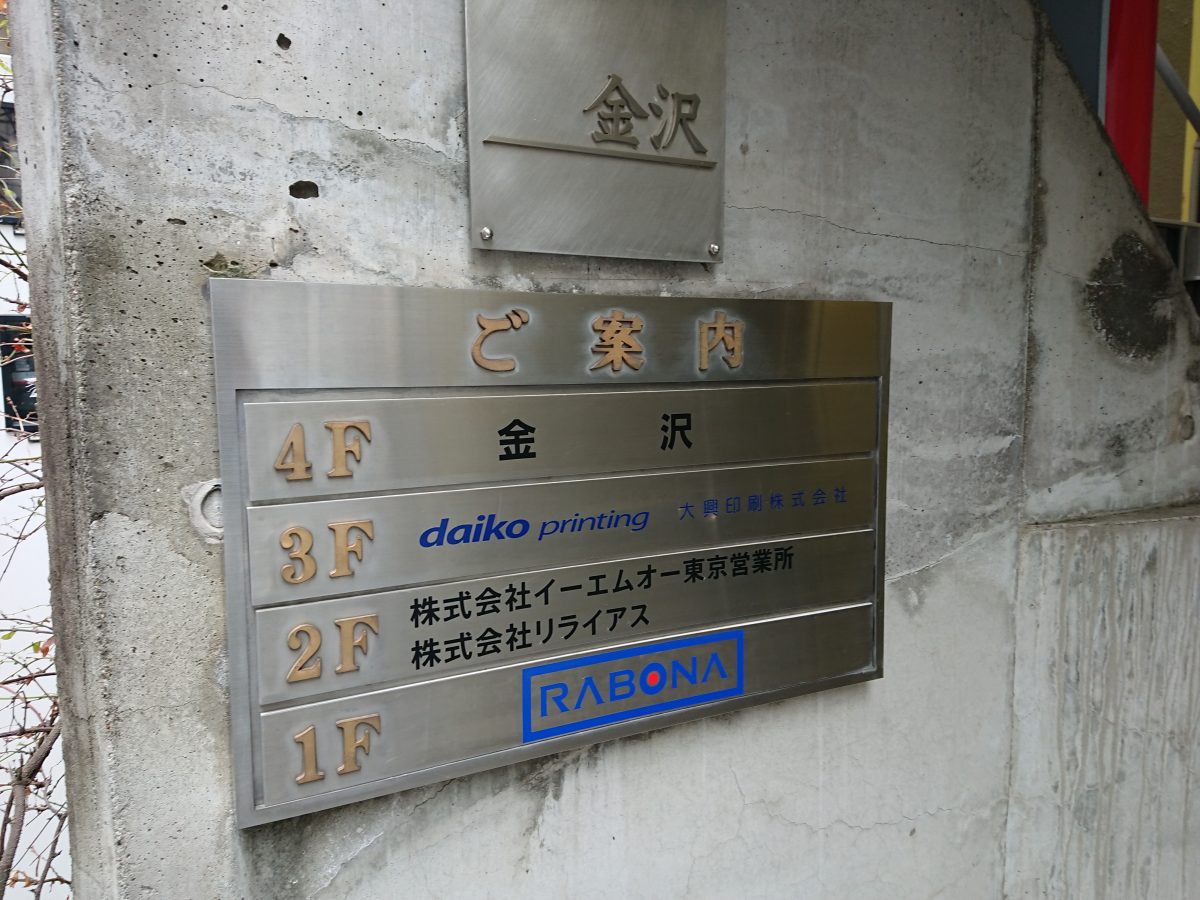 金沢
ご案内
4F 金沢
3F daiko printing 大興印刷株式会社
2F 株式会社イーエムオー東京営業所
株式会社リライアス
1F RABONA